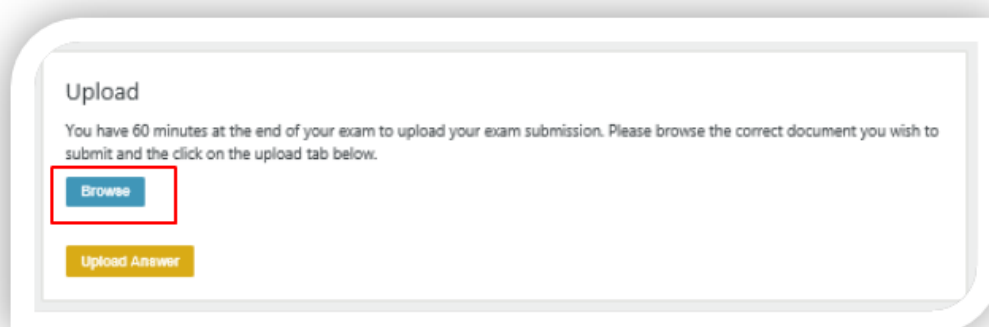 Upload
You have 60 minutes at the end of your exam to upload your exam submission. Please browse the correct document you wish to
submit and the click on the upload tab below.
Browse
Upload Answer